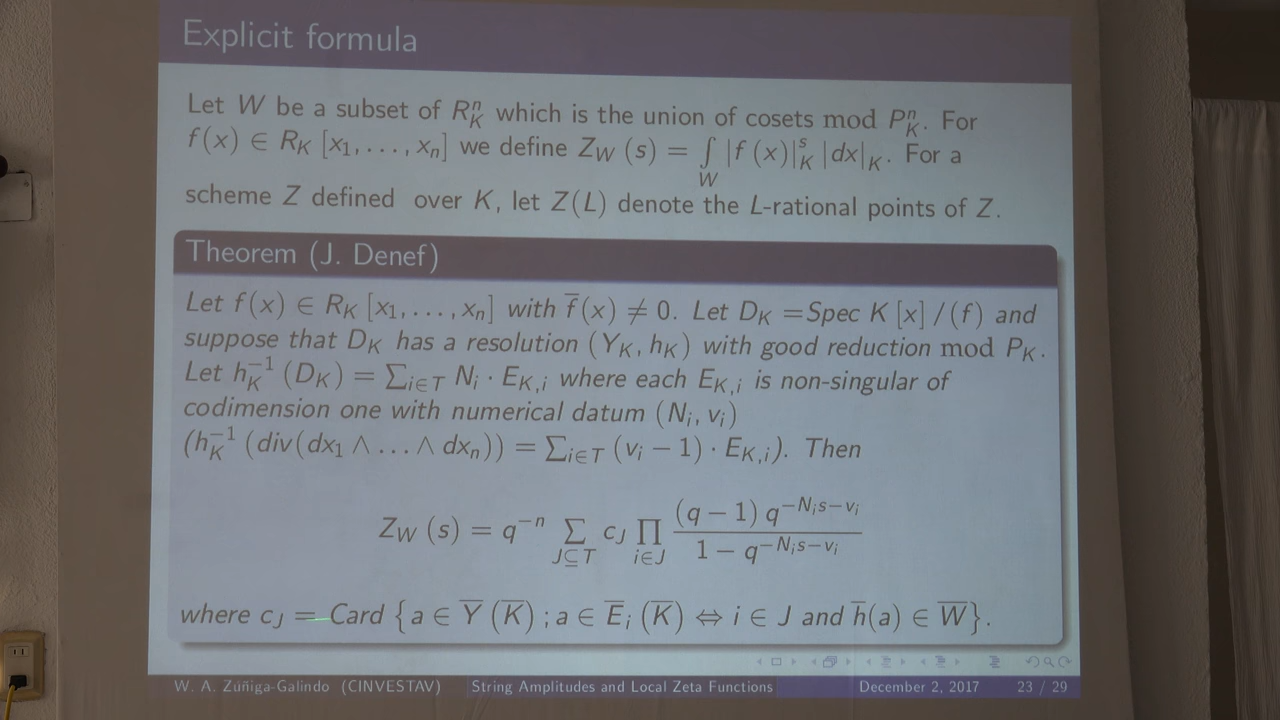 Explicit formula
Let W be a subset of R_K^n which is the union of cosets mod P_K^n. For
f(x) ∈ R_K [x_1, . . . , x_n] we define Z_W (s) = ∫_W |f (x)|_K^s |dx|_K. For a
scheme Z defined over K, let Z(L) denote the L-rational points of Z.
Theorem (J. Denef)
Let f(x) ∈ R_K [x_1, . . . , x_n] with f̅(x) ≠ 0. Let D_K =Spec K [x] /(f) and
suppose that D_K has a resolution (Y_K, h_K) with good reduction mod P_K.
Let h_K^{-1} (D_K) = ∑_{i∈T} N_i · E_{K,i} where each E_{K,i} is non-singular of
codimension one with numerical datum (N_i, v_i)
(h_K^{-1} (div(dx_1 ∧ . . . ∧ dx_n)) = ∑_{i∈T} (v_i − 1) · E_{K,i}). Then
Z_W (s) = q^{-n} ∑_{J⊆T} c_J ∏_{i∈J} \frac{(q − 1) q^{-N_i s-v_i}}{1 − q^{-N_i s-v_i}}
where c_J = Card {a ∈ Y̅ (K̅) ; a ∈ E̅_i (K̅) ⇔ i ∈ J and h̅(a) ∈ W̅}.
W. A. Zúñiga-Galindo (CINVESTAV) String Amplitudes and Local Zeta Functions December 2, 2017 23 / 29